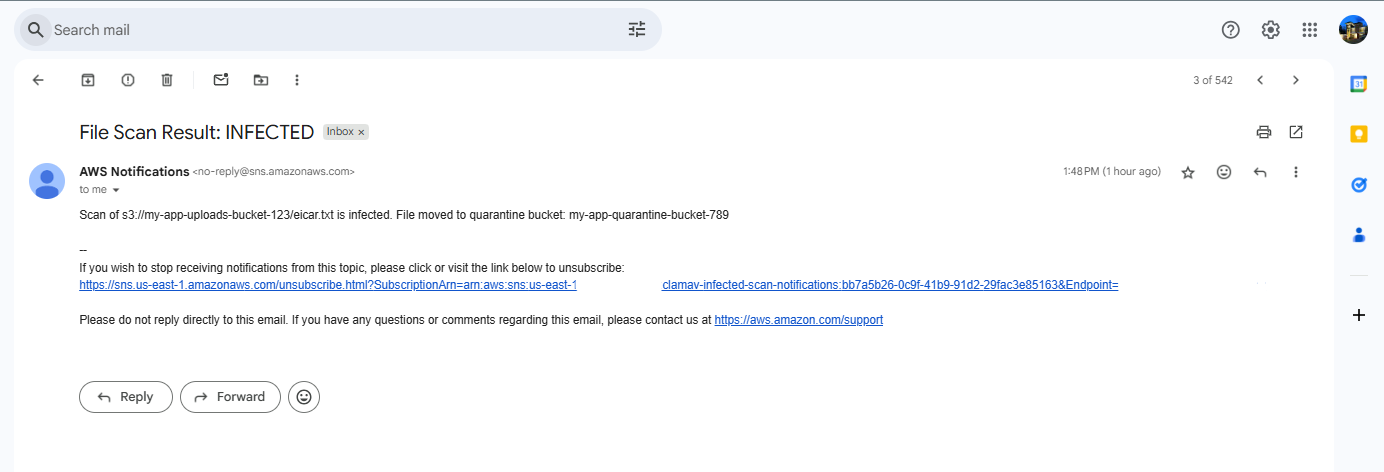 Search mail
3 of 542
File Scan Result: INFECTED Inbox ×
AWS Notifications <no-reply@sns.amazonaws.com> 1:48 PM (1 hour ago)
to me
Scan of s3://my-app-uploads-bucket-123/eicar.txt is infected. File moved to quarantine bucket: my-app-quarantine-bucket-789
--
If you wish to stop receiving notifications from this topic, please click or visit the link below to unsubscribe:
https://sns.us-east-1.amazonaws.com/unsubscribe.html?SubscriptionArn=arn:aws:sns:us-east-1 clamav-infected-scan-notifications:bb7a5b26-0c9f-41b9-91d2-29fac3e85163&Endpoint=
Please do not reply directly to this email. If you have any questions or comments regarding this email, please contact us at https://aws.amazon.com/support
Reply Forward
31